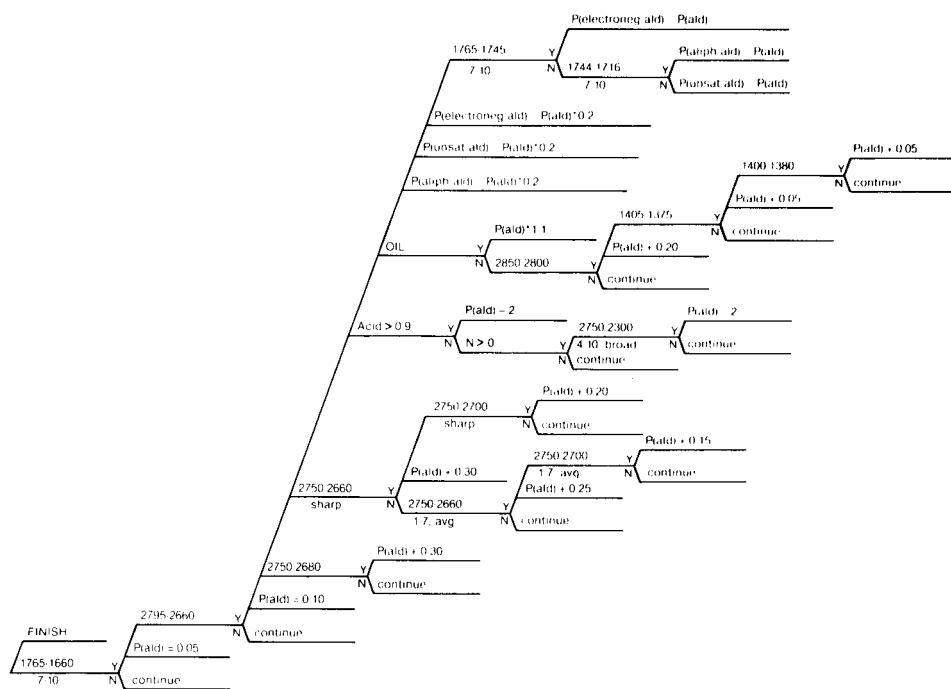 P(electroneg ald) P(ald)
1765-1745 Y
7-10 N
1744-1716 Y
7-10 N
P(aliph ald) P(ald)
P(unsat ald) P(ald)
P(electroneg ald) P(ald)*0.2
P(unsat ald) P(ald)*0.2
P(aliph ald) P(ald)*0.2
1400-1380 Y
N
P(ald) + 0.05
continue
1405-1375 Y
N
P(ald) + 0.05
continue
OIL Y
N
P(ald)*1.1
2850-2800 Y
N
P(ald) + 0.20
continue
Acid > 0.9 Y
N
P(ald) - 2
N > 0 Y
N
2750-2300 Y
4-10, broad N
continue
P(ald) - 2
continue
2750-2700 Y
sharp N
P(ald) + 0.20
continue
2750-2660 Y
sharp N
P(ald) + 0.30
2750-2660 Y
1-7, avg N
2750-2700 Y
1-7, avg N
P(ald) + 0.15
continue
P(ald) + 0.25
continue
2750-2680 Y
N
P(ald) + 0.30
continue
2795-2660 Y
N
P(ald) = 0.10
continue
FINISH
1765-1660 Y
7-10 N
P(ald) = 0.05
continue